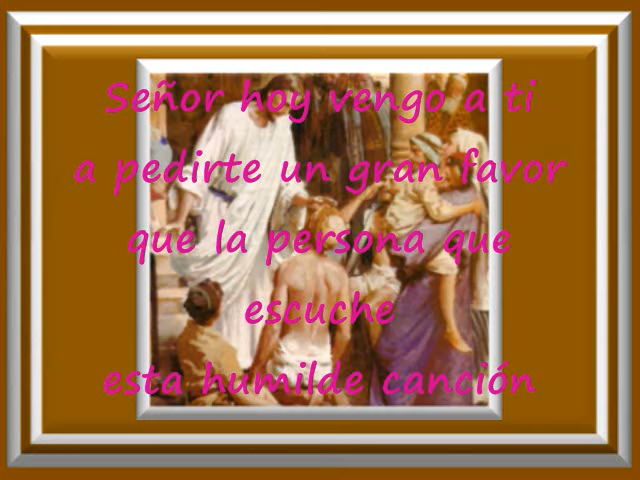 Señor hoy vengo a ti
a pedirte un gran favor
que la persona que
escuche
esta humilde canción